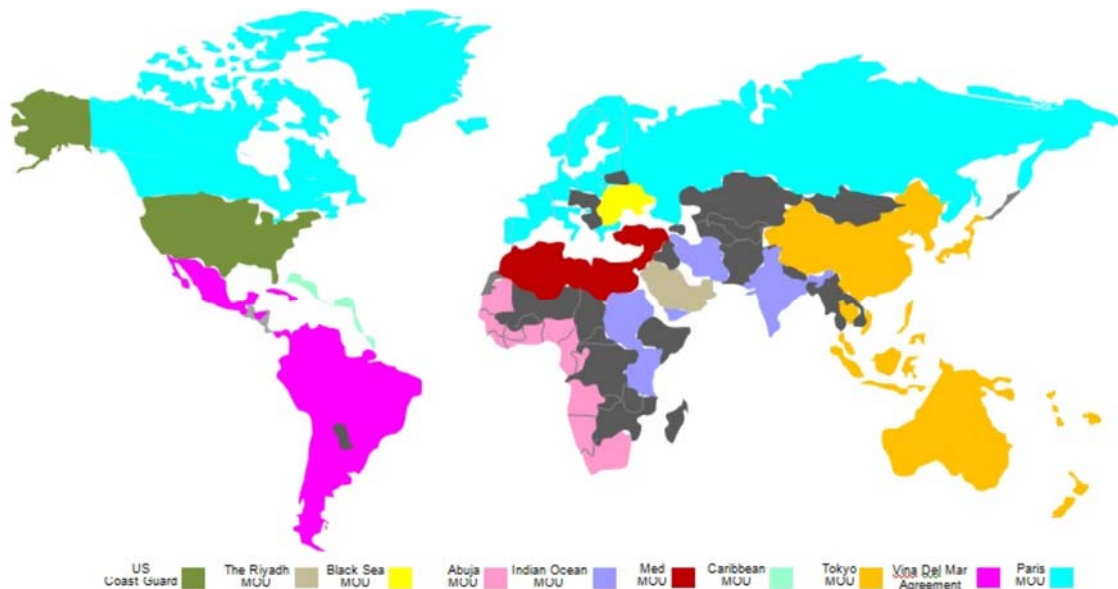 US
Coast Guard
The Riyadh
MOU
Black Sea
MOU
Abuja
MOU
Indian Ocean
MOU
Med
MOU
Caribbean
MOU
Tokyo
MOU
Vina Del Mar
Agreement
Paris
MOU